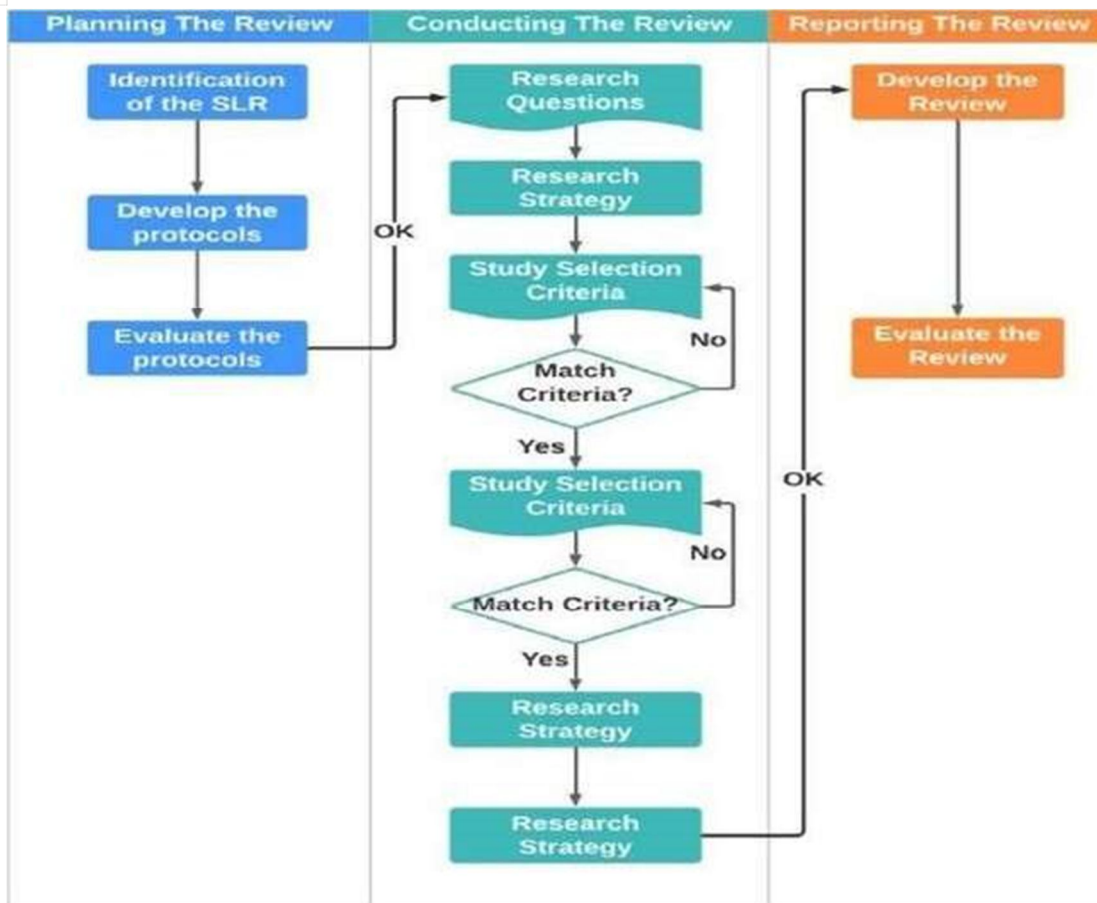 Planning The Review
Conducting The Review
Reporting The Review
Identification
of the SLR
Develop the
protocols
Evaluate the
protocols
OK
Research
Questions
Research
Strategy
Study Selection
Criteria
No
Match
Criteria?
Yes
Study Selection
Criteria
No
Match Criteria?
Yes
Research
Strategy
Research
Strategy
OK
Develop the
Review
Evaluate the
Review